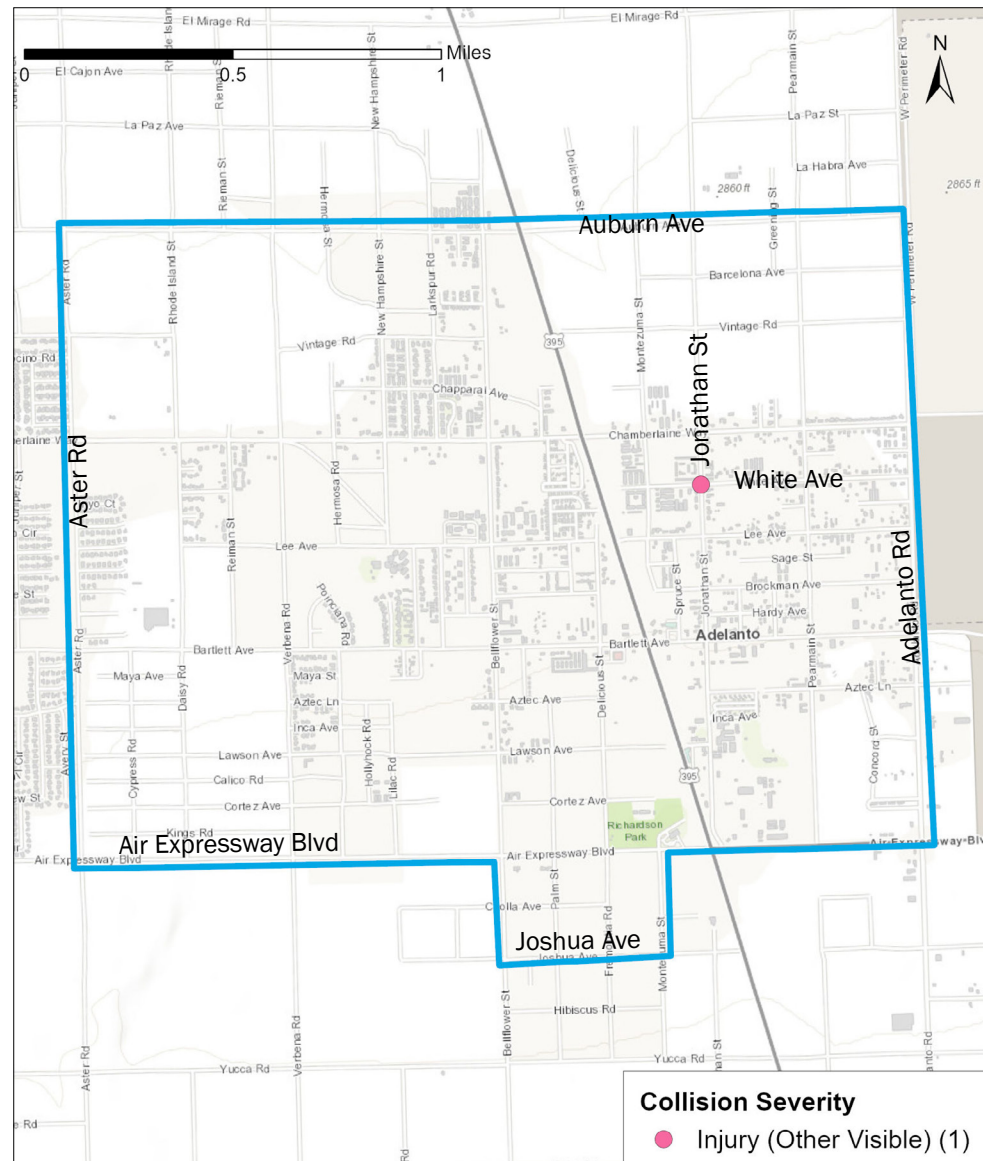 El Mirage Rd
El Mirage Rd
Miles
0
0.5
1
El Cajon Ave
Rieman St
New Hampshire St
Pearmain St
W Perimeter Rd
N
La Paz Ave
La Paz St
Rieman St
Delicious St
La Habra Ave
2860 ft
2865 ft
Auburn Ave
Greening St
Aster Rd
Rhode Island St
New Hampshire St
Larkspur Rd
Barcelona Ave
W Perimeter Rd
Vintage Rd
395
Montezuma St
Vintage Rd
Jonathan St
Chapparal Ave
Chamberlaine W
Aster Rd
White Ave
Hermosa Rd
Reiman St
Lee Ave
Lee Ave
Sage St
Spruce St
Jonathan St
Brockman Ave
Hardy Ave
Adelanto Rd
Poinciana Rd
Verbena Rd
Bellflower St
Aster Rd
Bartlett Ave
Bartlett Ave
Adelanto
Pearmain St
Maya Ave
Daisy Rd
Maya St
Aztec Ln
Aztec Ave
Delicious St
Aztec Ln
Inca Ave
Inca Ave
Hollyhock Rd
Lilac Rd
Avery St
Cypress Rd
Lawson Ave
Lawson Ave
Concord St
Calico Rd
395
Cortez Ave
Cortez Ave
Kings Rd
Richardson
Park
Air Expressway Blvd
Air Expressway Blvd
Air Expressway Blvd
Palm St
Joshua Ave
Joshua Ave
Montezuma St
Hibiscus Rd
Bellflower St
Aster Rd
Verbena Rd
Yucca Rd
Yucca Rd
Collision Severity
Injury (Other Visible) (1)